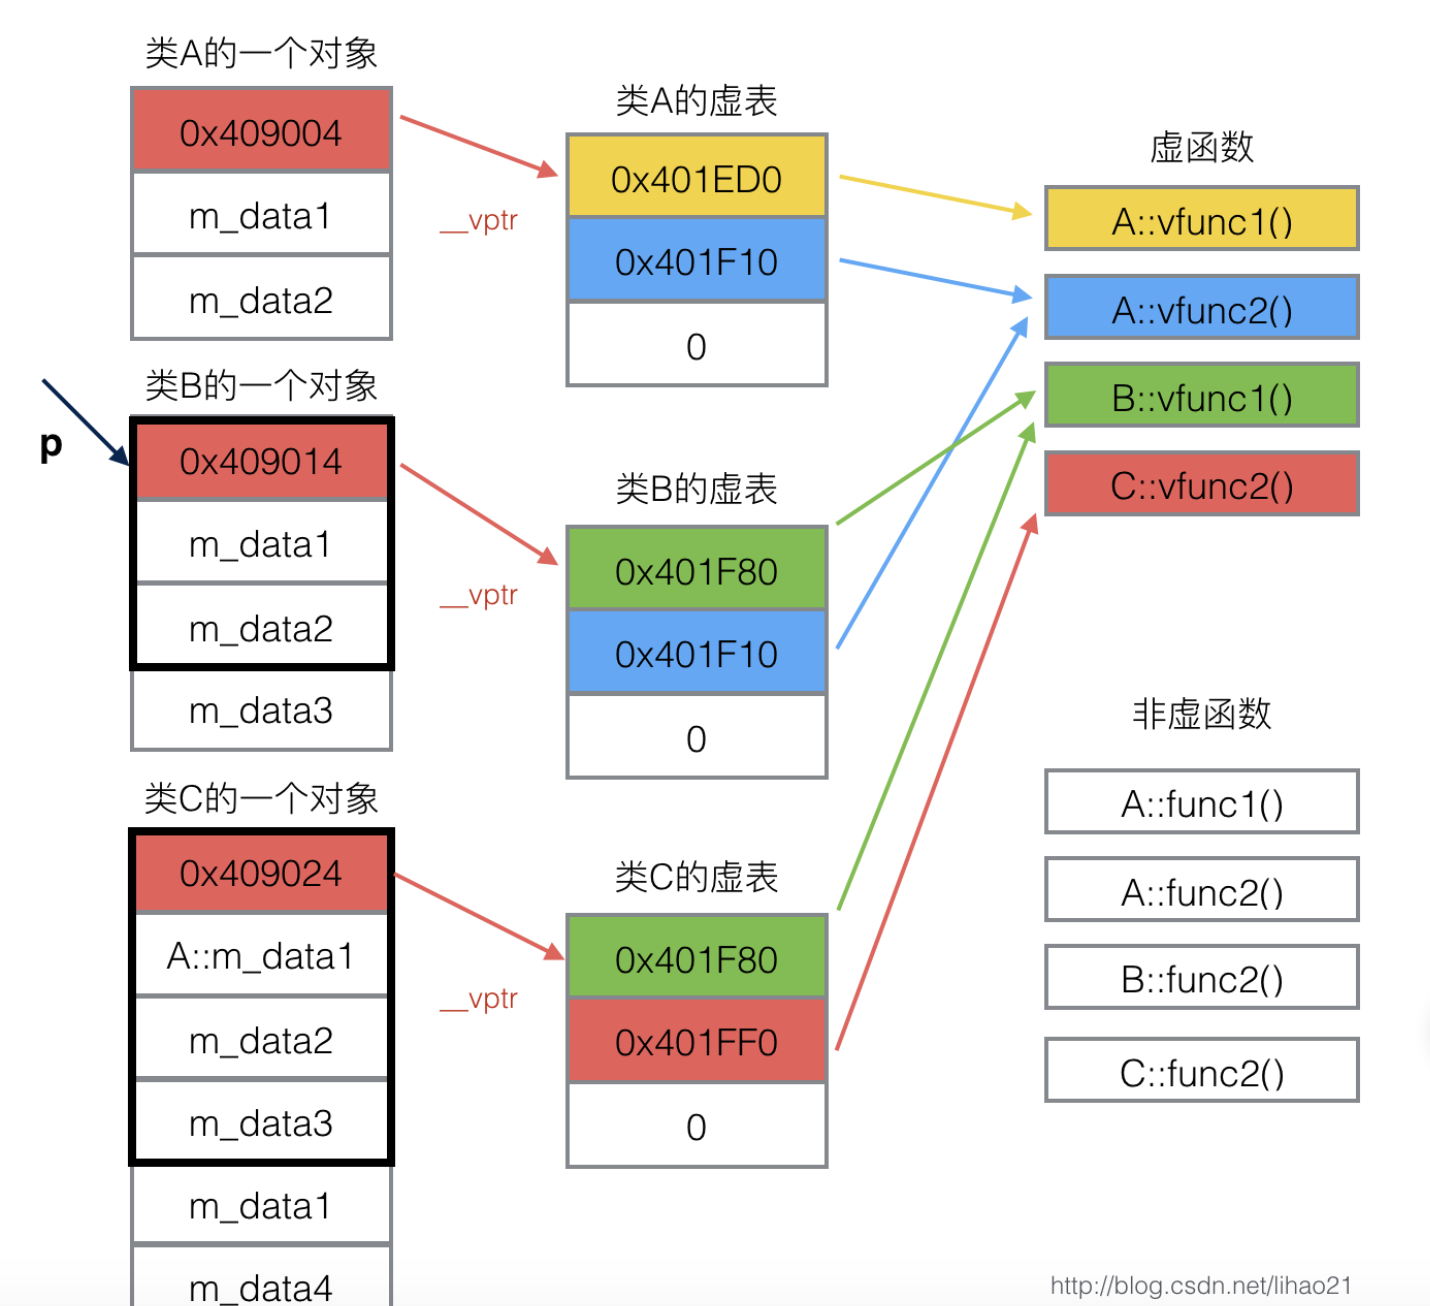 类A的一个对象
0x409004
m_data1
m_data2
__vptr
类A的虚表
0x401ED0
0x401F10
0
虚函数
A::vfunc1()
A::vfunc2()
B::vfunc1()
C::vfunc2()
p
类B的一个对象
0x409014
m_data1
m_data2
m_data3
__vptr
类B的虚表
0x401F80
0x401F10
0
非虚函数
A::func1()
A::func2()
B::func2()
C::func2()
类C的一个对象
0x409024
A::m_data1
m_data2
m_data3
m_data1
m_data4
__vptr
类C的虚表
0x401F80
0x401FF0
0
http://blog.csdn.net/lihao21